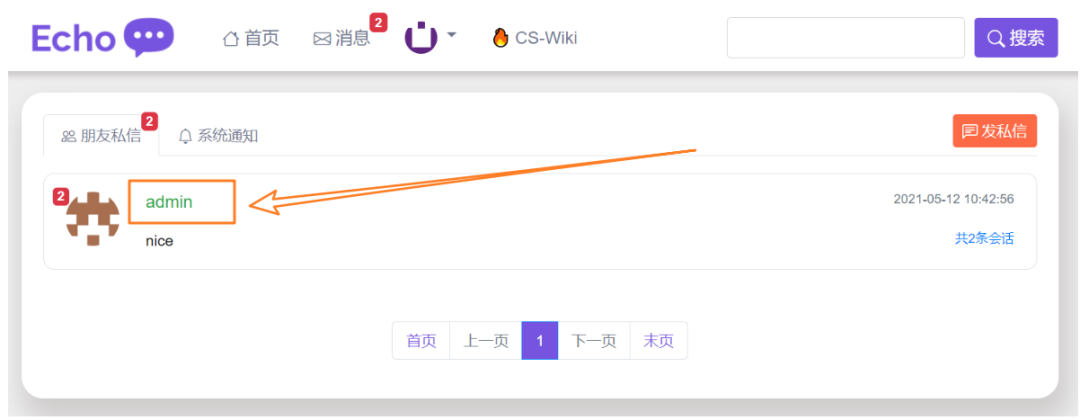 Echo 首页 消息 2 CS-Wiki 搜索
朋友私信 2 系统通知 发私信
2 admin 2021-05-12 10:42:56
nice 共2条会话
首页 上一页 1 下一页 末页